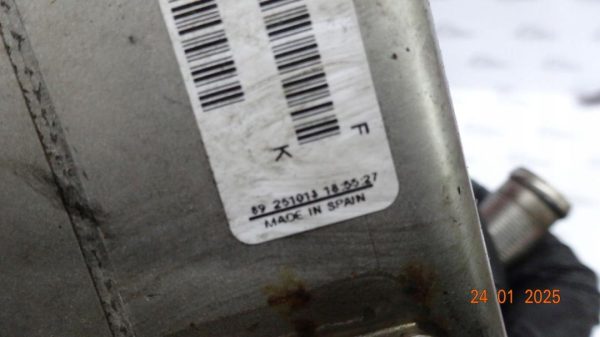 F
K
89 251013 18:55:27
MADE IN SPAIN
24 01 2025